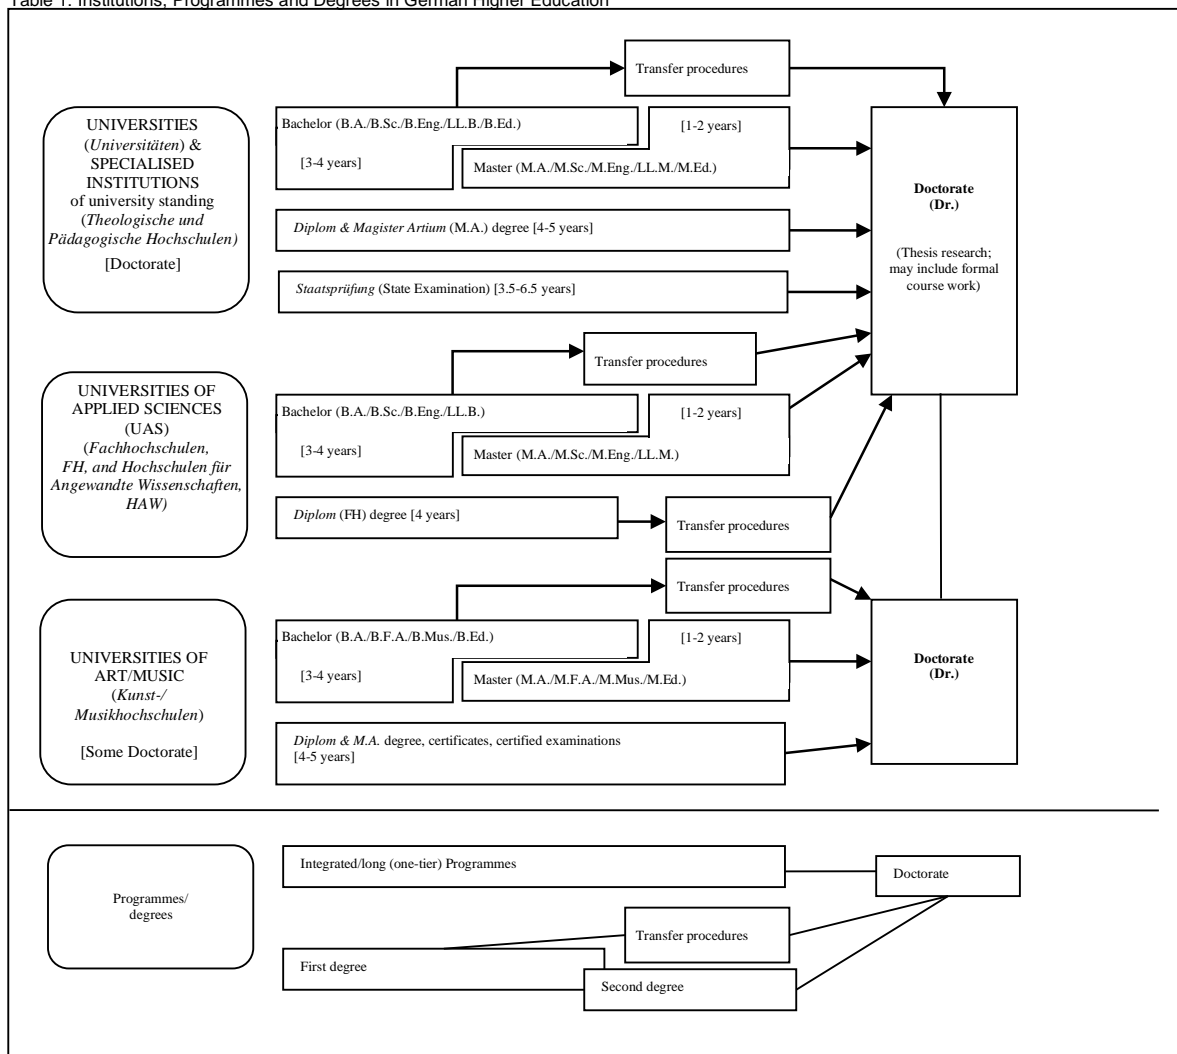 Table 1: Institutions, Programmes and Degrees in German Higher Education
Transfer procedures
UNIVERSITIES
(Universitäten) &
SPECIALISED
INSTITUTIONS
of university standing
(Theologische und
Pädagogische Hochschulen)
[Doctorate]
Bachelor (B.A./B.Sc./B.Eng./LL.B./B.Ed.)
[3-4 years]
[1-2 years]
Master (M.A./M.Sc./M.Eng./LL.M./M.Ed.)
Diplom & Magister Artium (M.A.) degree [4-5 years]
Staatsprüfung (State Examination) [3.5-6.5 years]
Doctorate
(Dr.)
(Thesis research;
may include formal
course work)
Transfer procedures
UNIVERSITIES OF
APPLIED SCIENCES
(UAS)
(Fachhochschulen,
FH, and Hochschulen für
Angewandte Wissenschaften,
HAW)
Bachelor (B.A./B.Sc./B.Eng./LL.B.)
[3-4 years]
[1-2 years]
Master (M.A./M.Sc./M.Eng./LL.M.)
Diplom (FH) degree [4 years]
Transfer procedures
Transfer procedures
UNIVERSITIES OF
ART/MUSIC
(Kunst-/
Musikhochschulen)
[Some Doctorate]
Bachelor (B.A./B.F.A./B.Mus./B.Ed.)
[3-4 years]
[1-2 years]
Master (M.A./M.F.A./M.Mus./M.Ed.)
Diplom & M.A. degree, certificates, certified examinations
[4-5 years]
Doctorate
(Dr.)
Programmes/
degrees
Integrated/long (one-tier) Programmes
Doctorate
Transfer procedures
First degree
Second degree